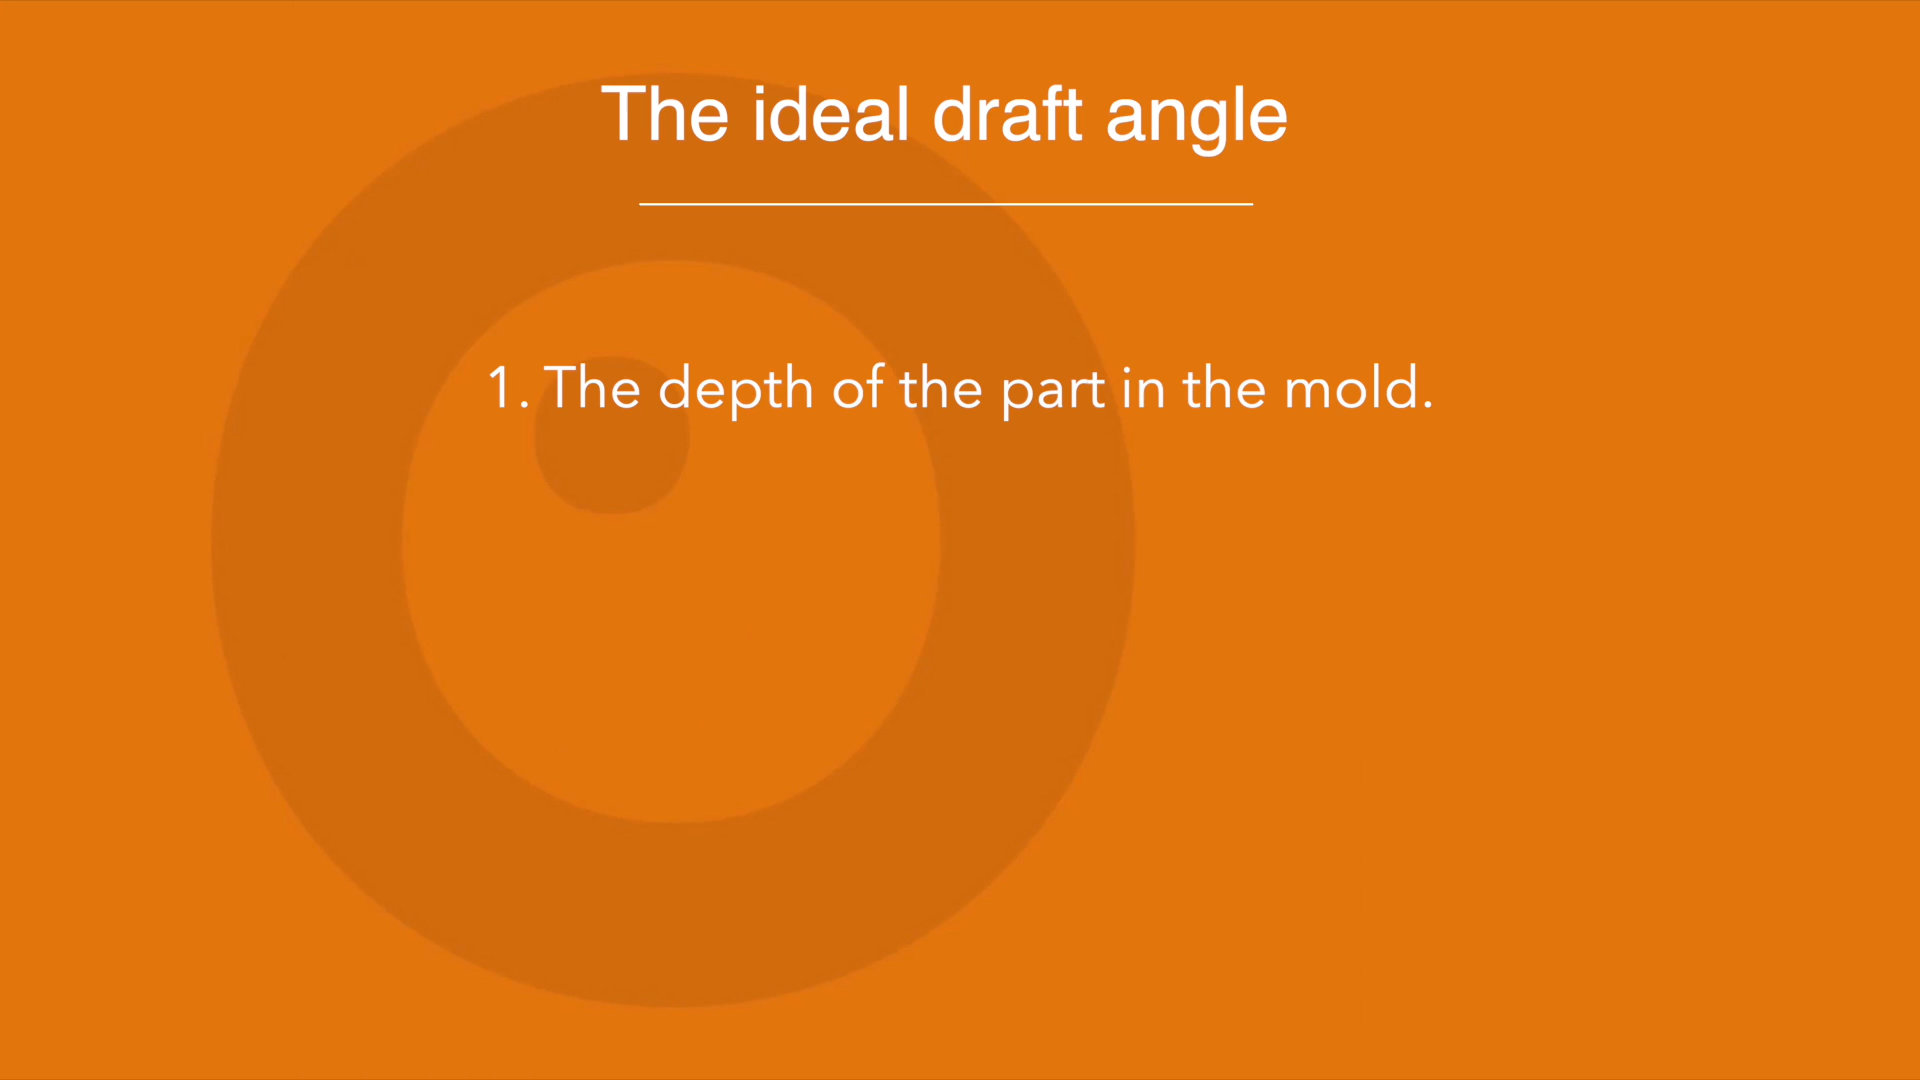 The ideal draft angle
1. The depth of the part in the mold.